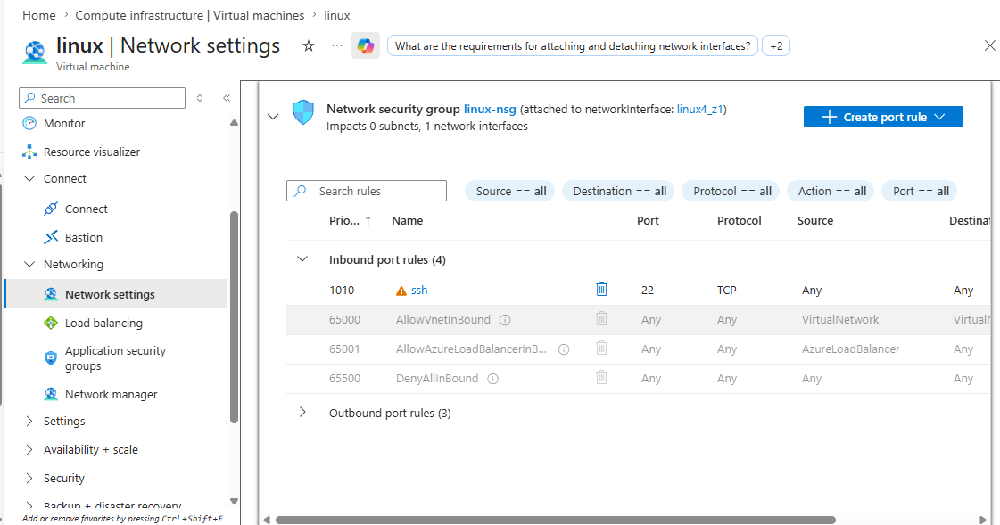 Home > Compute infrastructure | Virtual machines > linux
linux | Network settings
Virtual machine
What are the requirements for attaching and detaching network interfaces?
+2
Search
Monitor
Resource visualizer
Connect
Connect
Bastion
Networking
Network settings
Load balancing
Application security
groups
Network manager
Settings
Availability + scale
Security
Backup + disaster recovery
Add or remove favorites by pressing Ctrl+Shift+F
Network security group linux-nsg (attached to networkInterface: linux4_z1)
Impacts 0 subnets, 1 network interfaces
Create port rule
Search rules
Source == all
Destination == all
Protocol == all
Action == all
Port == all
Prio... ↑ Name Port Protocol Source Destinat
Inbound port rules (4)
1010 ssh 22 TCP Any Any
65000 AllowVnetInBound Any Any VirtualNetwork VirtualN
65001 AllowAzureLoadBalancerInB... Any Any AzureLoadBalancer Any
65500 DenyAllInBound Any Any Any Any
Outbound port rules (3)